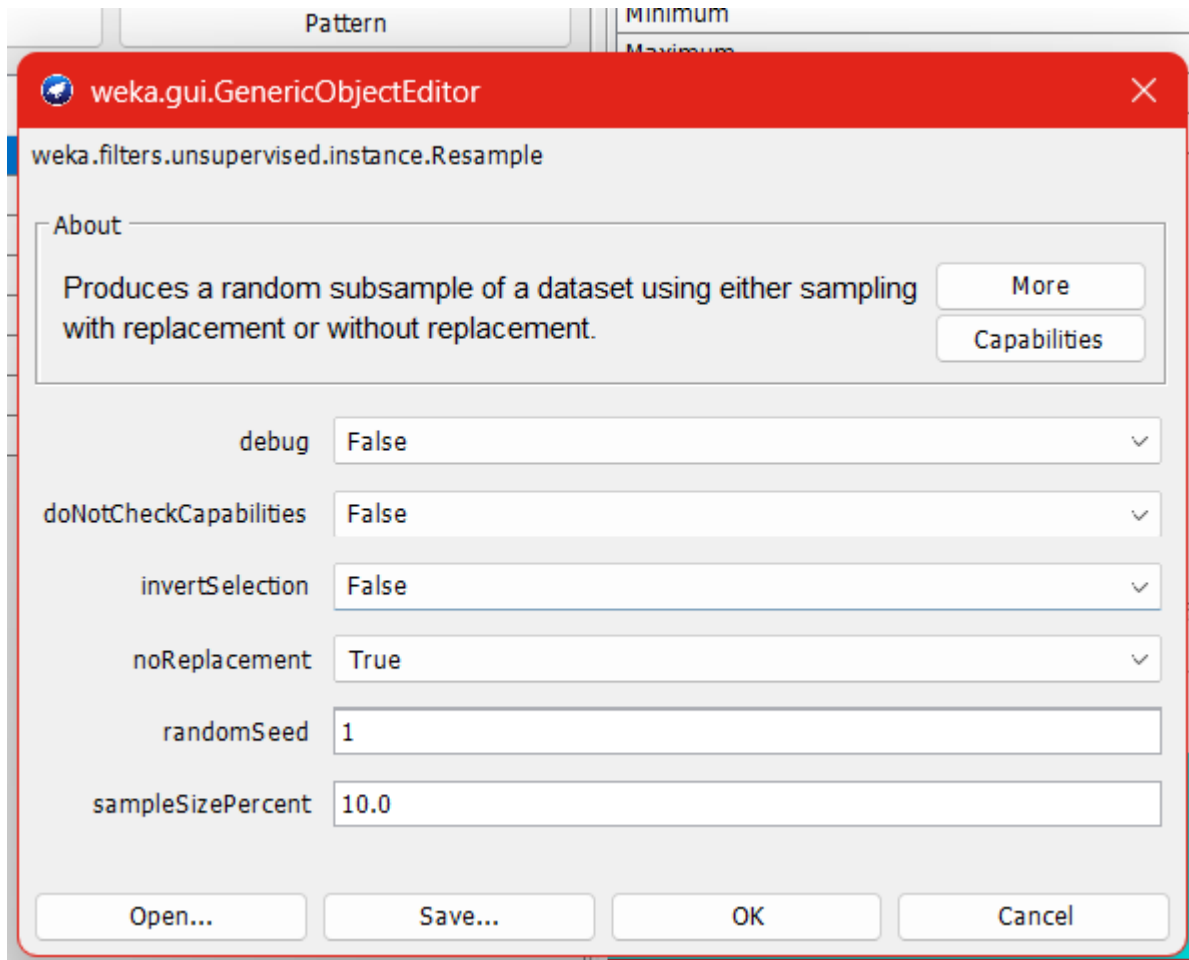 Pattern
Minimum
Maximum
weka.gui.GenericObjectEditor
weka.filters.unsupervised.instance.Resample
About
Produces a random subsample of a dataset using either sampling
with replacement or without replacement.
More
Capabilities
debug False
doNotCheckCapabilities False
invertSelection False
noReplacement True
randomSeed 1
sampleSizePercent 10.0
Open... Save... OK Cancel